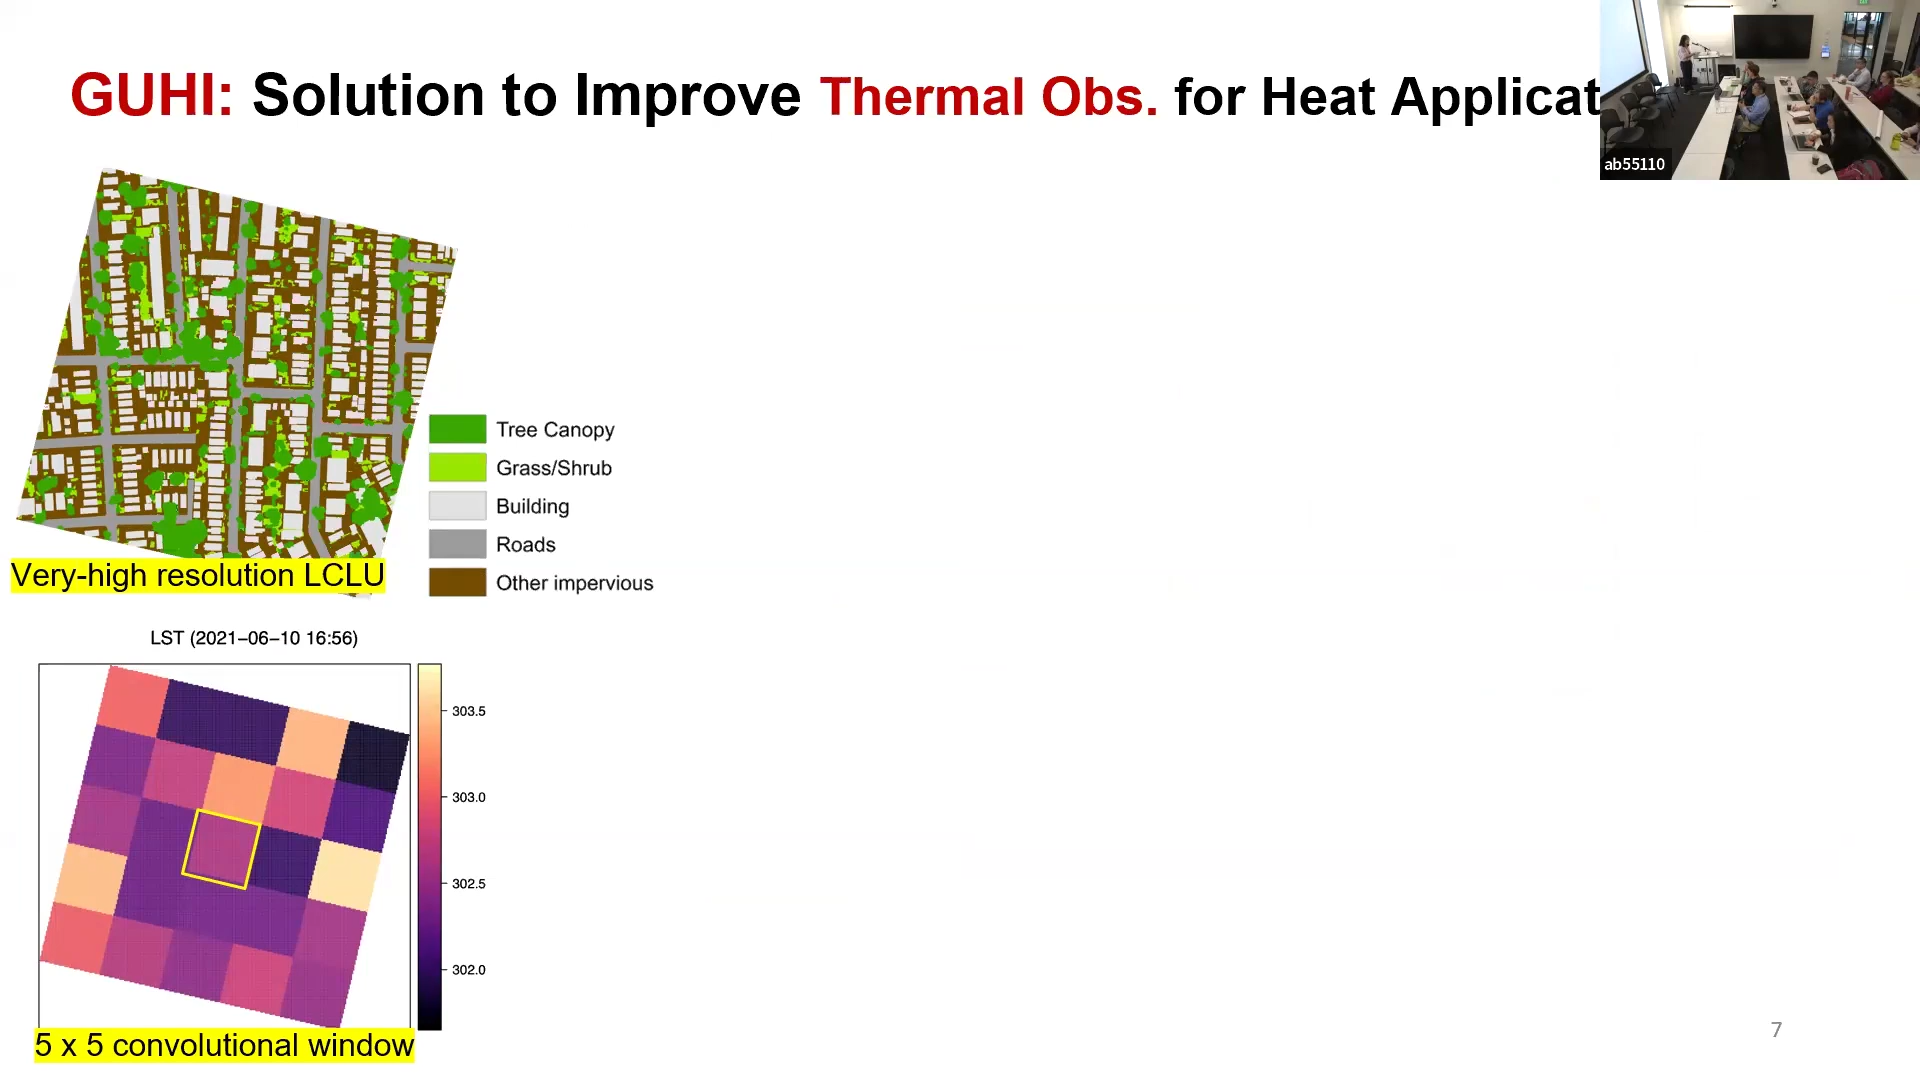 GUHI: Solution to Improve Thermal Obs. for Heat Applicat
ab55110
Tree Canopy
Grass/Shrub
Building
Roads
Other impervious
Very-high resolution LCLU
LST (2021−06−10 16:56)
303.5
303.0
302.5
302.0
5 x 5 convolutional window
7